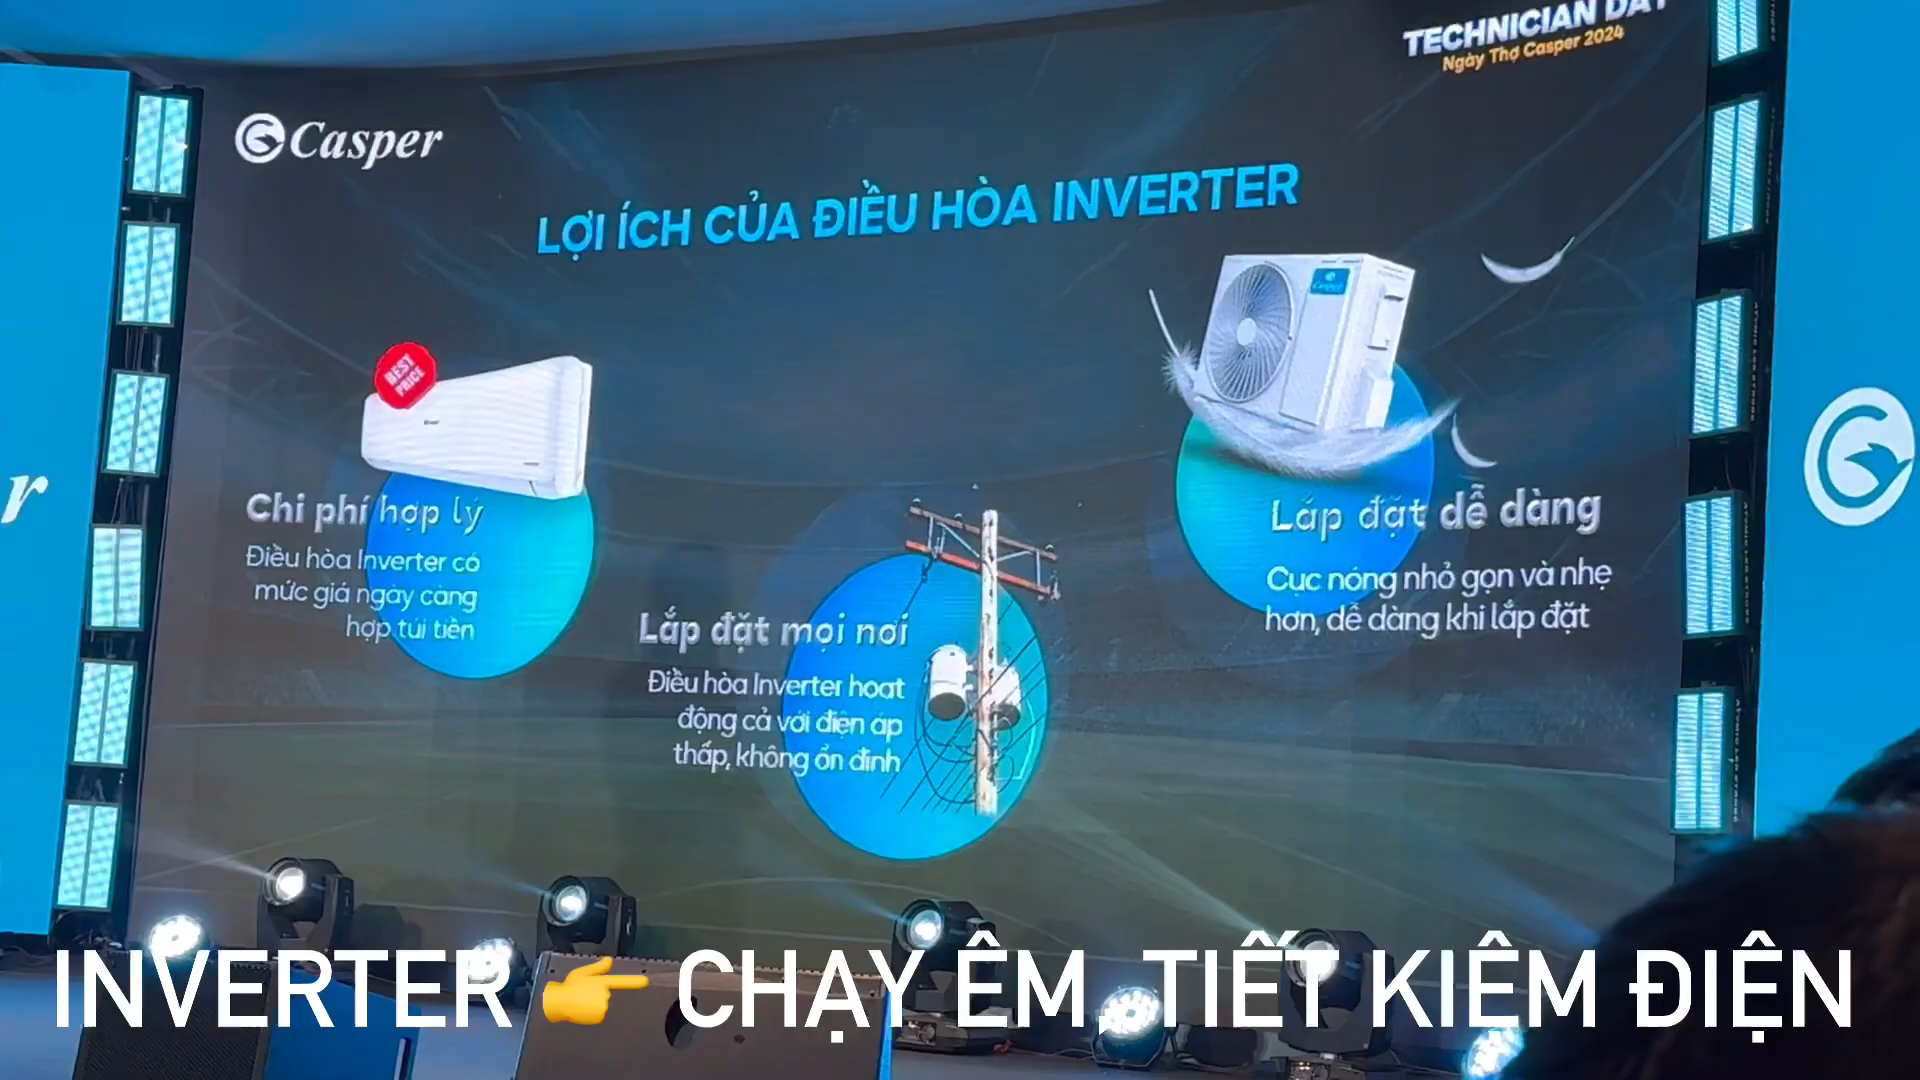 TECHNICIAN DAY
Ngày Thợ Casper 2024
Casper
LỢI ÍCH CỦA ĐIỀU HÒA INVERTER
BEST
PRICE
Casper
Chi phí hợp lý
Điều hòa Inverter có
mức giá ngày càng
hợp túi tiền
Lắp đặt mọi nơi
Điều hòa Inverter hoạt
động cả với điện áp
thấp, không ổn định
Lắp đặt dễ dàng
Cục nóng nhỏ gọn và nhẹ
hơn, dễ dàng khi lắp đặt
r
INVERTER 👉 CHẠY ÊM, TIẾT KIÊM ĐIỆN